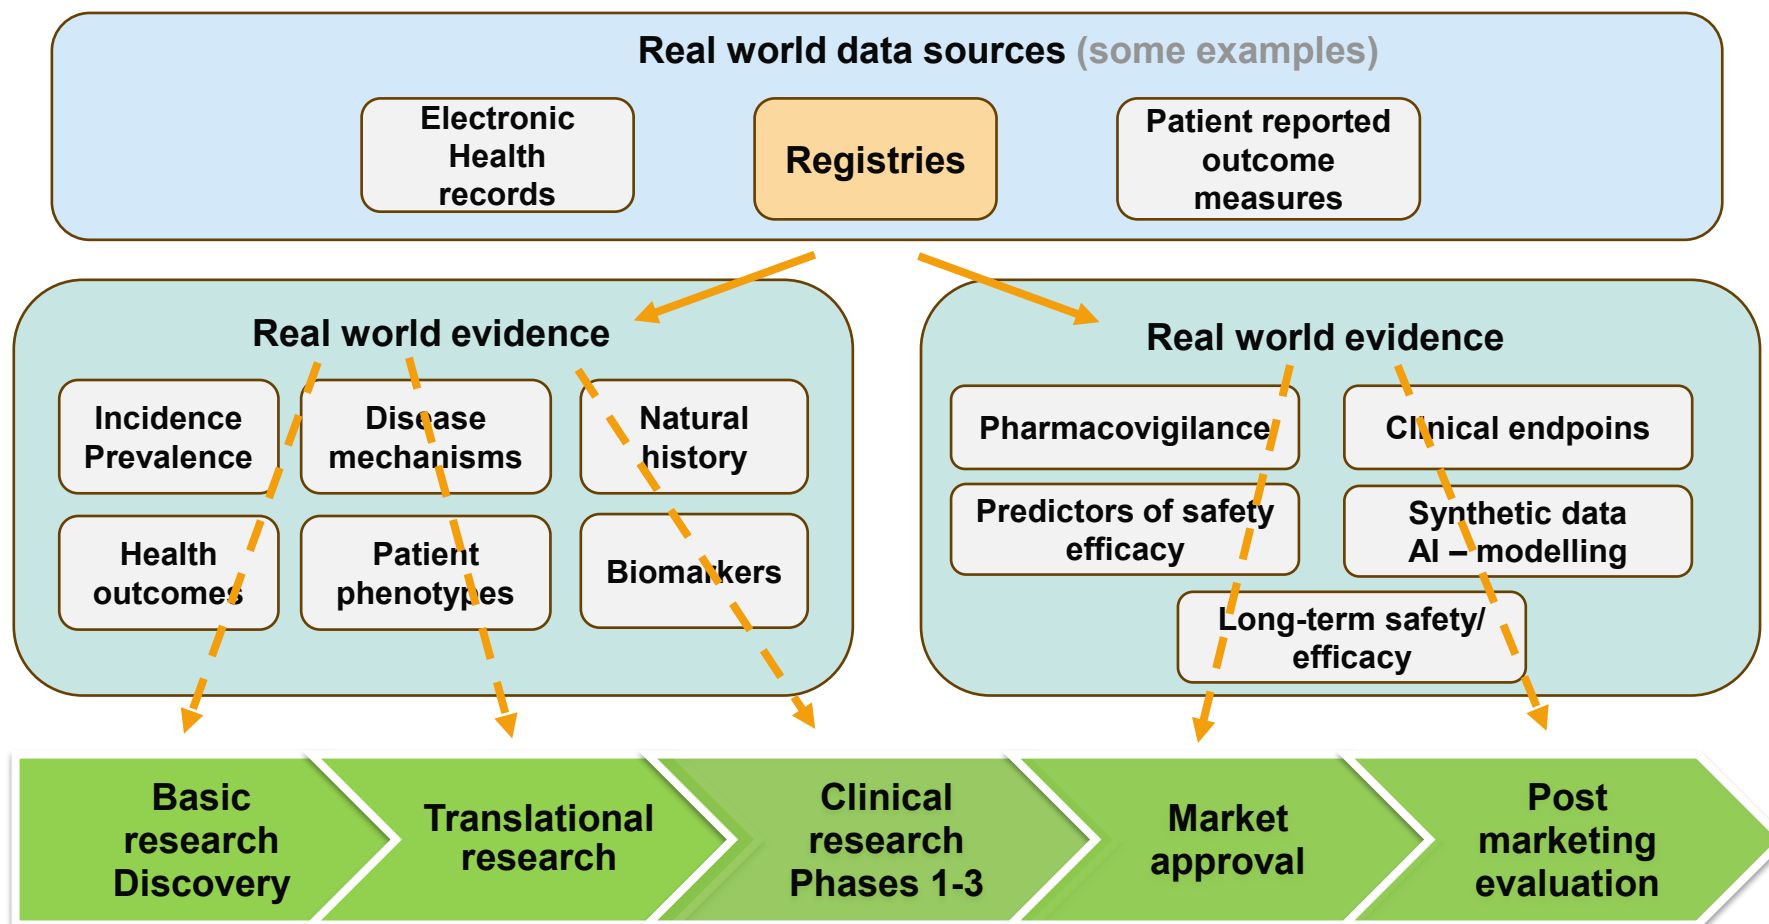 Real world data sources (some examples)
Electronic
Health
records
Registries
Patient reported
outcome
measures
Real world evidence
Incidence
Prevalence
Disease
mechanisms
Natural
history
Health
outcomes
Patient
phenotypes
Biomarkers
Real world evidence
Pharmacovigilance
Clinical endpoins
Predictors of safety
efficacy
Synthetic data
AI – modelling
Long-term safety/
efficacy
Basic
research
Discovery
Translational
research
Clinical
research
Phases 1-3
Market
approval
Post
marketing
evaluation